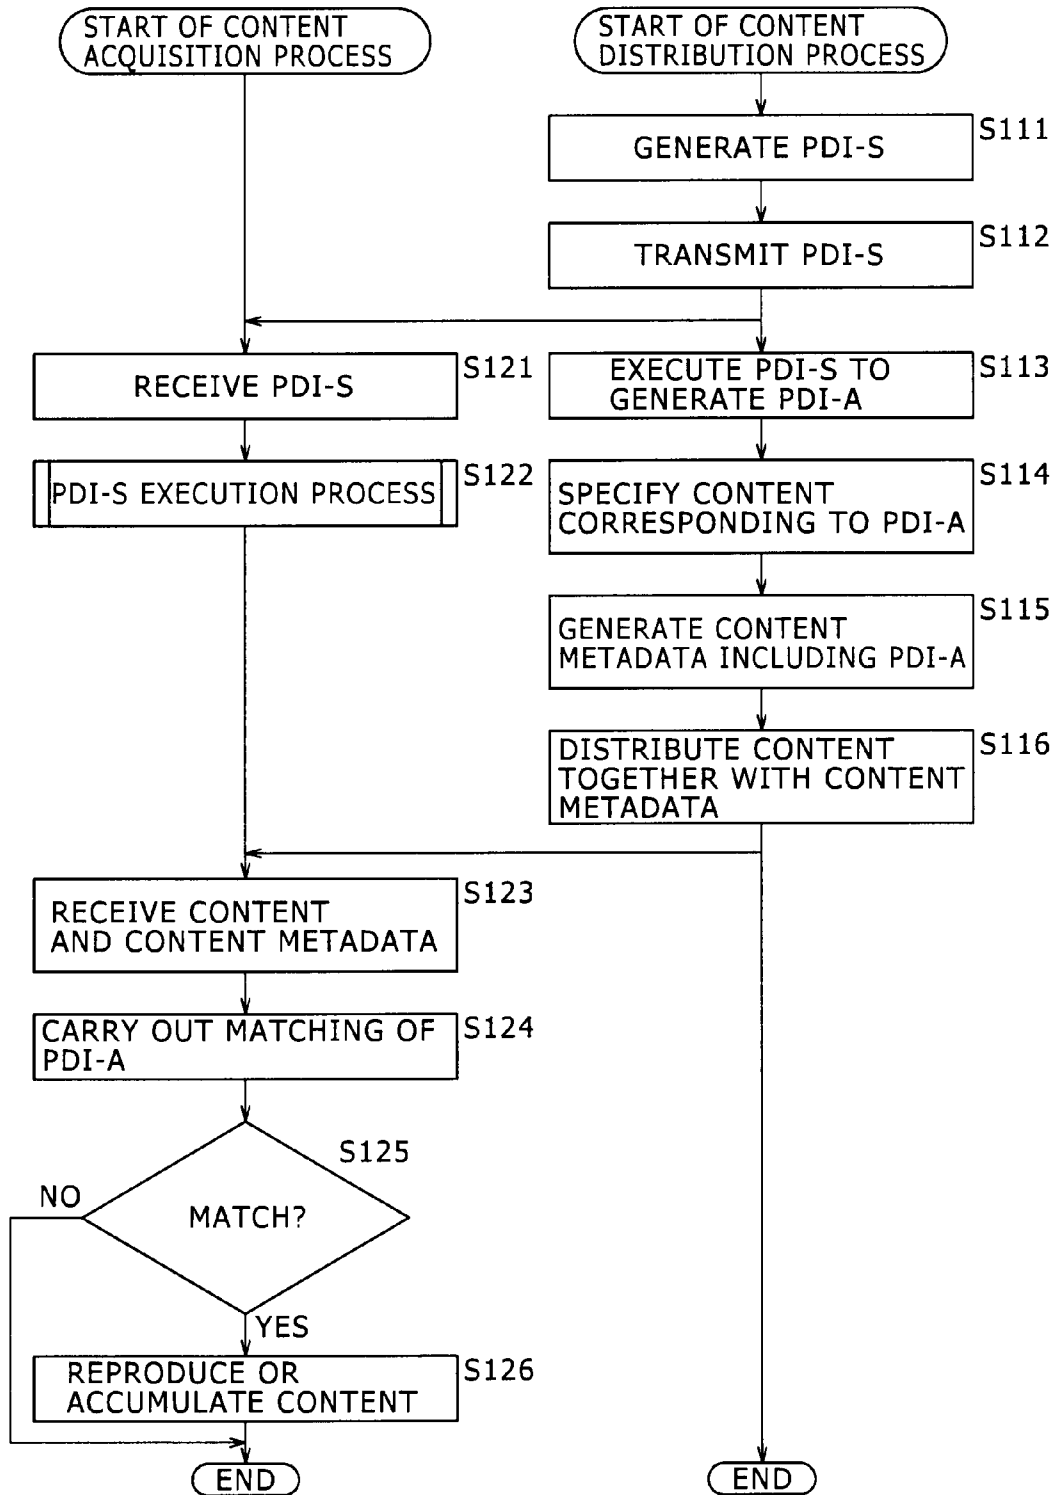 START OF CONTENT
ACQUISITION PROCESS
START OF CONTENT
DISTRIBUTION PROCESS
GENERATE PDI-S
S111
TRANSMIT PDI-S
S112
RECEIVE PDI-S
S121
EXECUTE PDI-S TO
GENERATE PDI-A
S113
PDI-S EXECUTION PROCESS
S122
SPECIFY CONTENT
CORRESPONDING TO PDI-A
S114
GENERATE CONTENT
METADATA INCLUDING PDI-A
S115
DISTRIBUTE CONTENT
TOGETHER WITH CONTENT
METADATA
S116
RECEIVE CONTENT
AND CONTENT METADATA
S123
CARRY OUT MATCHING OF
PDI-A
S124
S125
NO
MATCH?
YES
REPRODUCE OR
ACCUMULATE CONTENT
S126
END
END